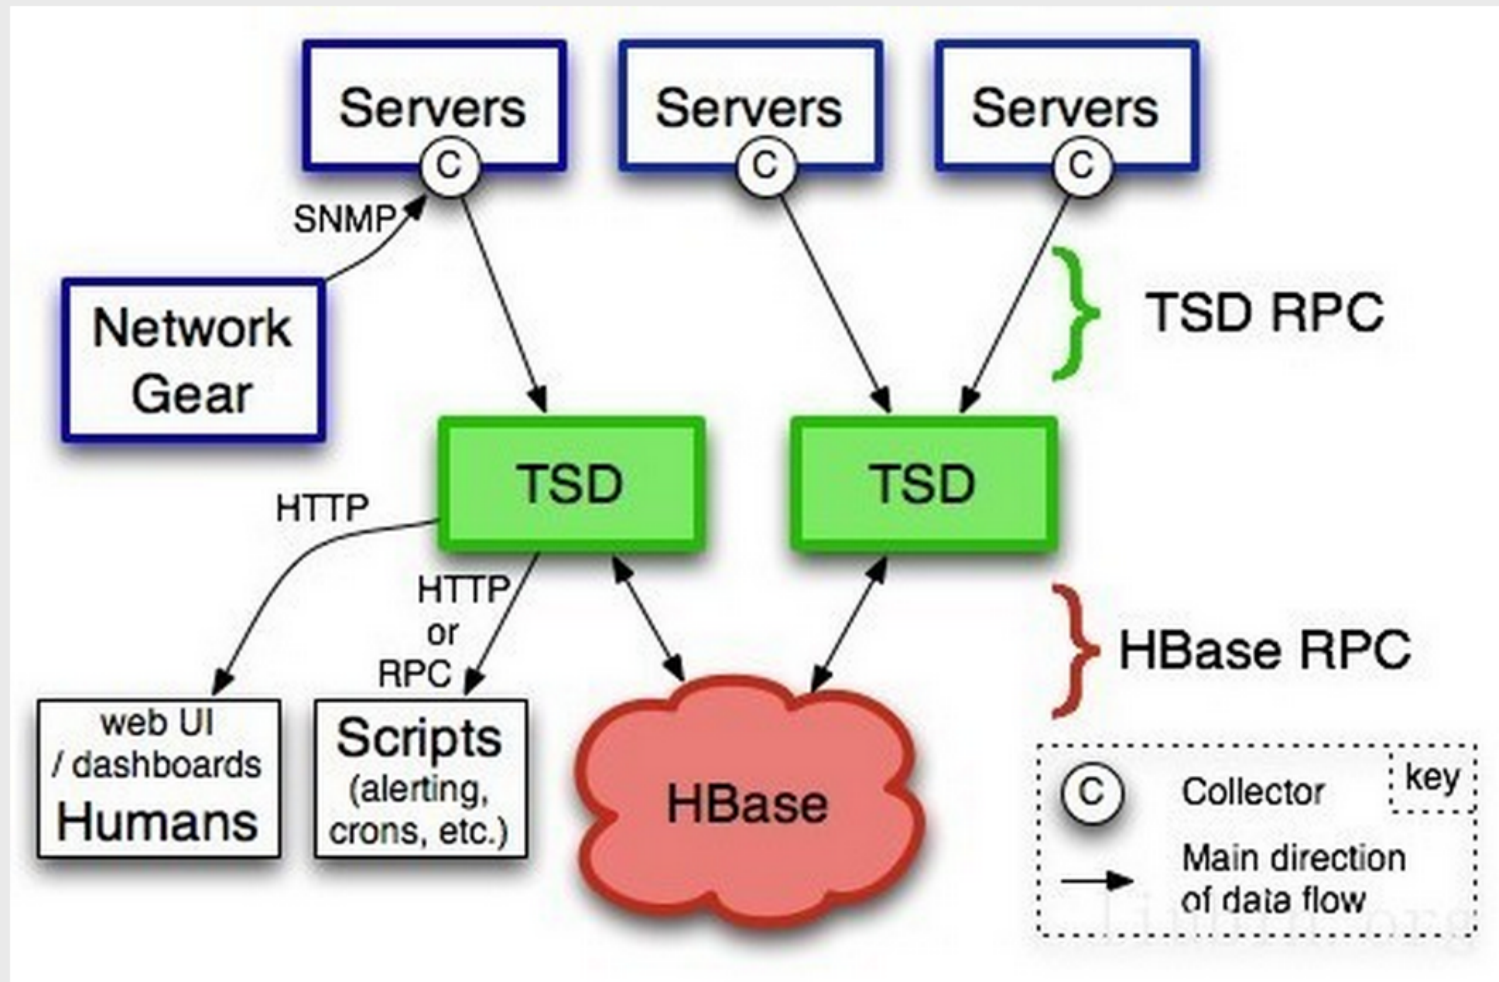 Servers
Servers
Servers
C
C
C
SNMP
Network
Gear
TSD RPC
TSD
TSD
HTTP
HTTP
or
RPC
HBase RPC
web UI
/ dashboards
Humans
Scripts
(alerting,
crons, etc.)
HBase
key
C
Collector
Main direction
of data flow